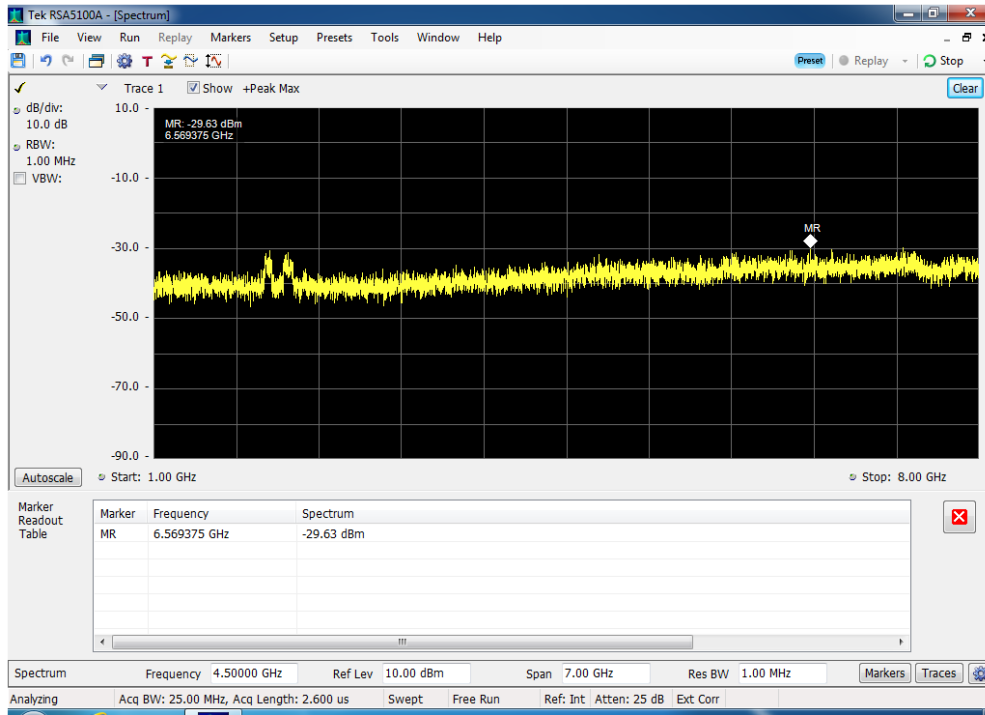 Tek RSA5100A - [Spectrum]
File View Run Replay Markers Setup Presets Tools Window Help
T Preset Replay Stop
Trace 1 Show +Peak Max Clear
dB/div:
10.0 dB
RBW:
1.00 MHz
VBW:
10.0 -
-10.0 -
-30.0 -
-50.0 -
-70.0 -
-90.0 -
MR: -29.63 dBm
6.569375 GHz
MR
Autoscale Start: 1.00 GHz Stop: 8.00 GHz
Marker
Readout
Table
Marker Frequency Spectrum
MR 6.569375 GHz -29.63 dBm
Spectrum Frequency 4.50000 GHz Ref Lev 10.00 dBm Span 7.00 GHz Res BW 1.00 MHz Markers Traces
Analyzing Acq BW: 25.00 MHz, Acq Length: 2.600 us Swept Free Run Ref: Int Atten: 25 dB Ext Corr